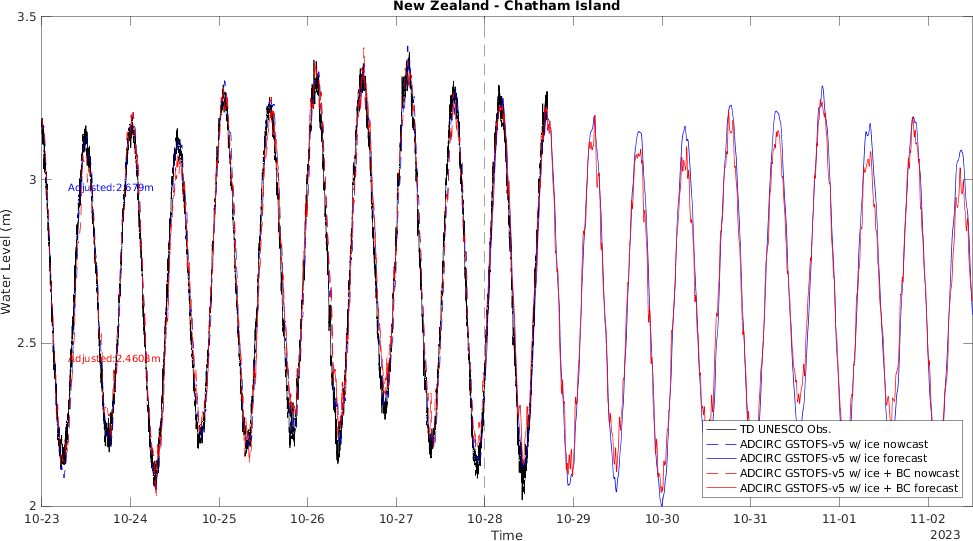 New Zealand - Chatham Island
3.5
3
2.5
2
Water Level (m)
Adjusted:2.679m
Adjusted:2.4603m
TD UNESCO Obs.
ADCIRC GSTOFS-v5 w/ ice nowcast
ADCIRC GSTOFS-v5 w/ ice forecast
ADCIRC GSTOFS-v5 w/ ice + BC nowcast
ADCIRC GSTOFS-v5 w/ ice + BC forecast
10-23 10-24 10-25 10-26 10-27 10-28 10-29 10-30 10-31 11-01 11-02
Time
2023